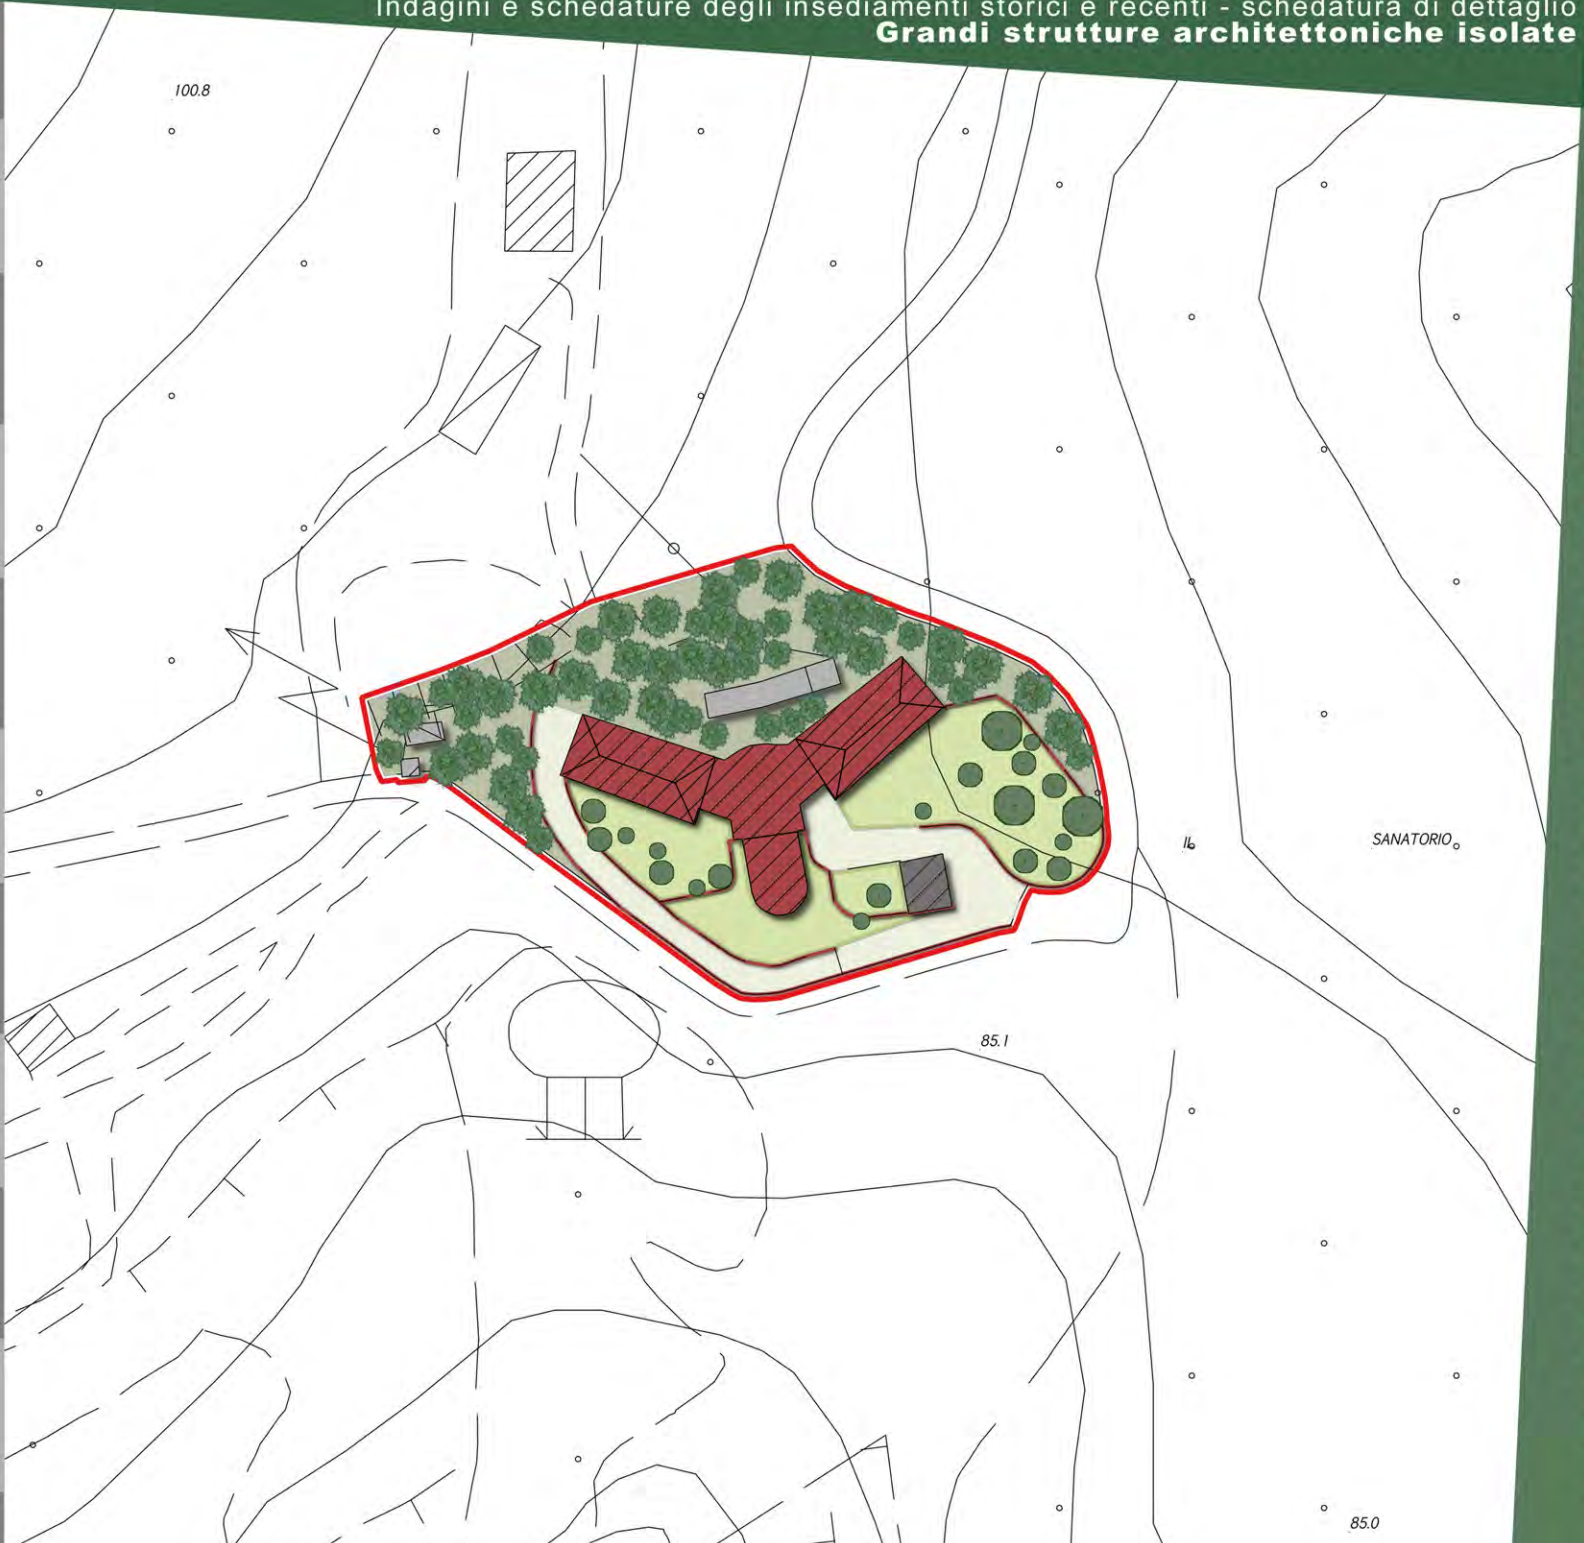 Indagini e schedature degli insediamenti storici e recenti - schedatura di dettaglio
Grandi strutture architettoniche isolate
100.8
IL SANATORIO
85.1
85.0